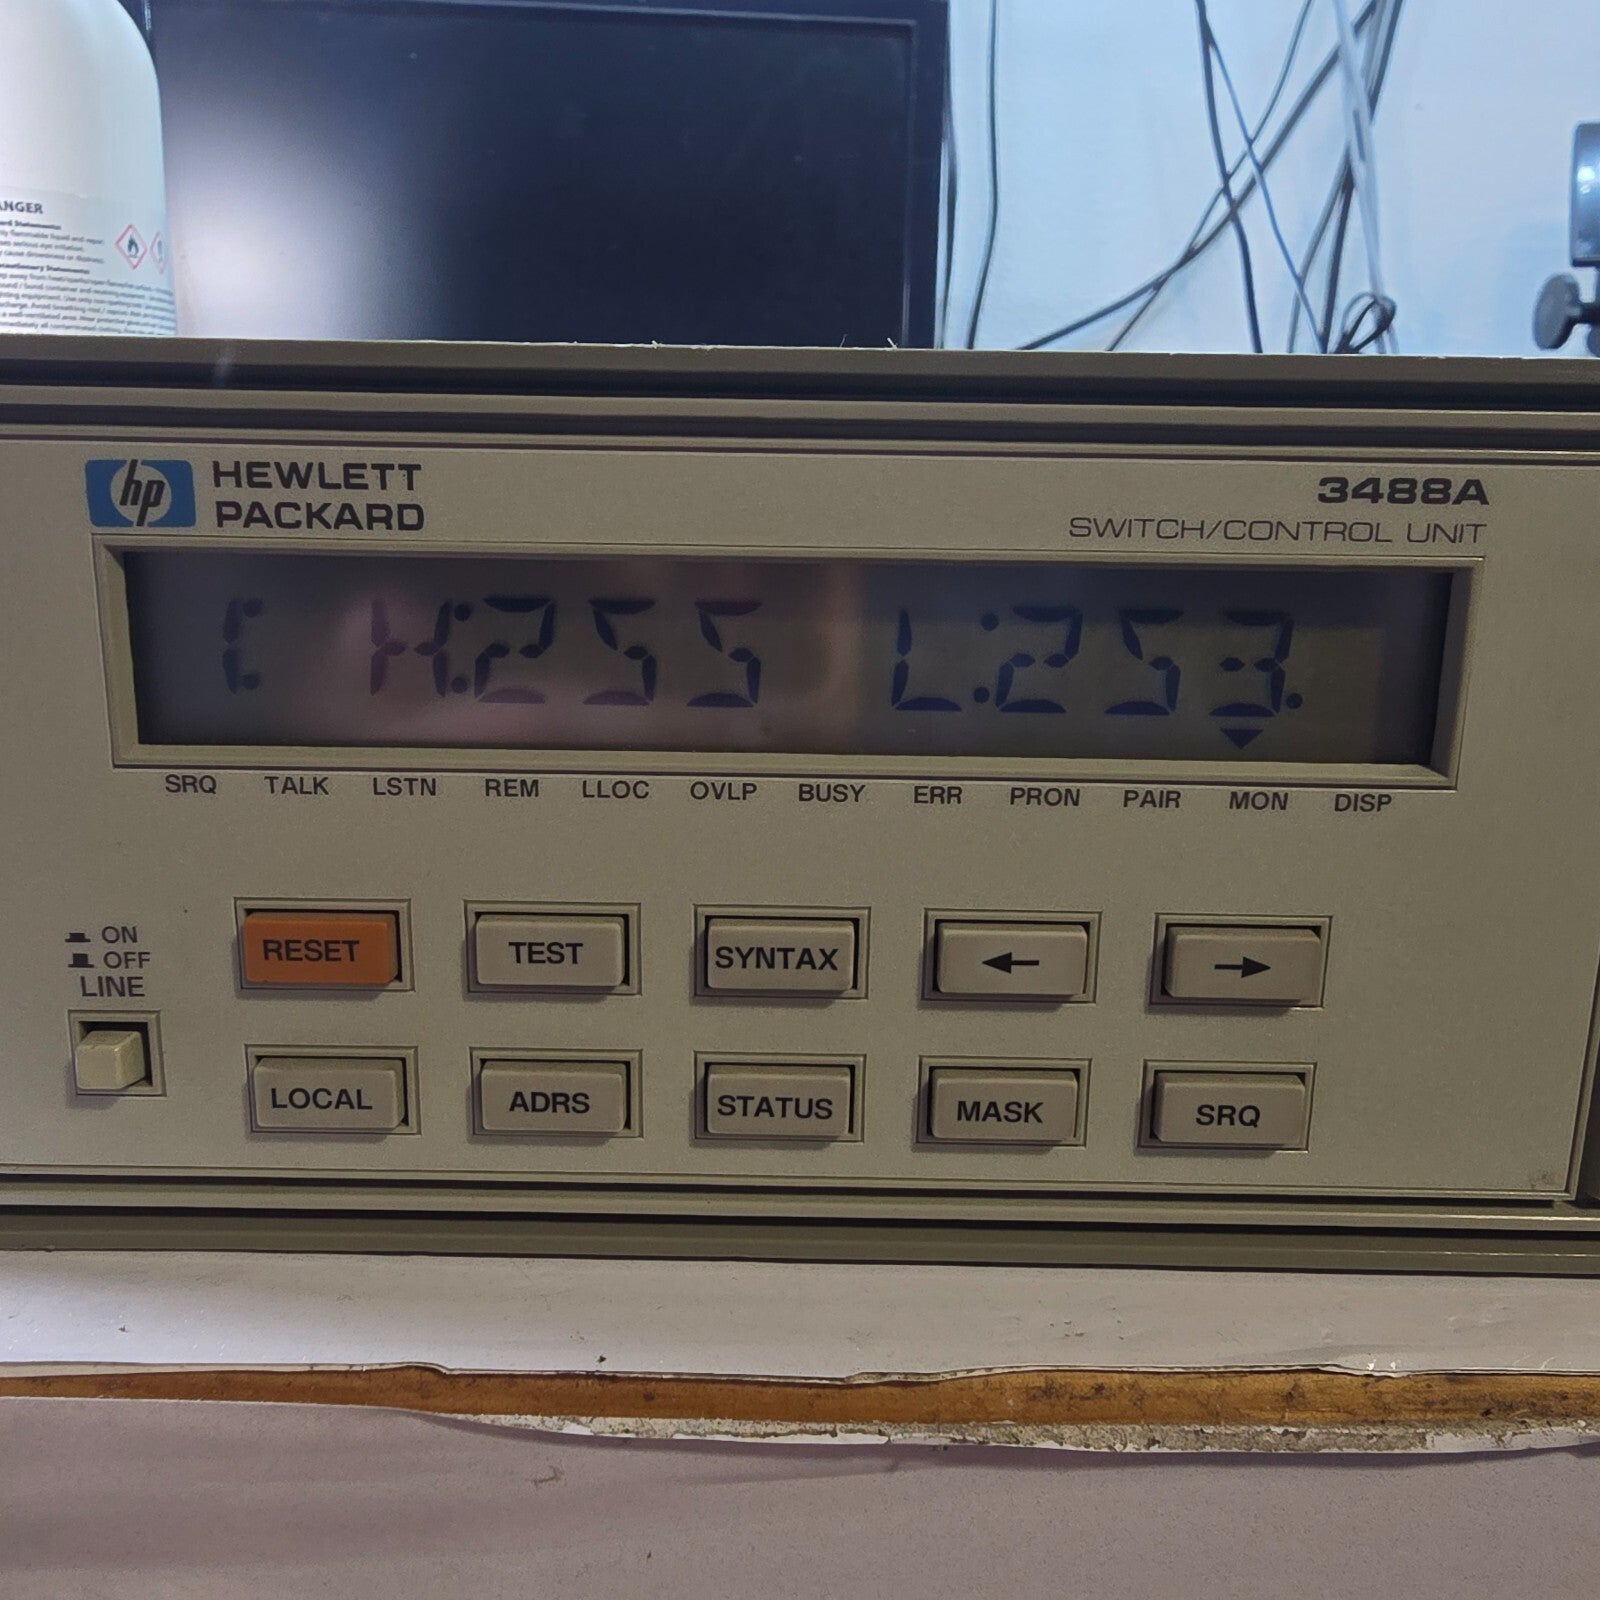 ANGER
hp HEWLETT
PACKARD
3488A
SWITCH/CONTROL UNIT
H:255 L:253.
SRQ TALK LSTN REM LLOC OVLP BUSY ERR PRON PAIR MON DISP
ON
OFF
LINE
RESET TEST SYNTAX ← →
LOCAL ADRS STATUS MASK SRQ